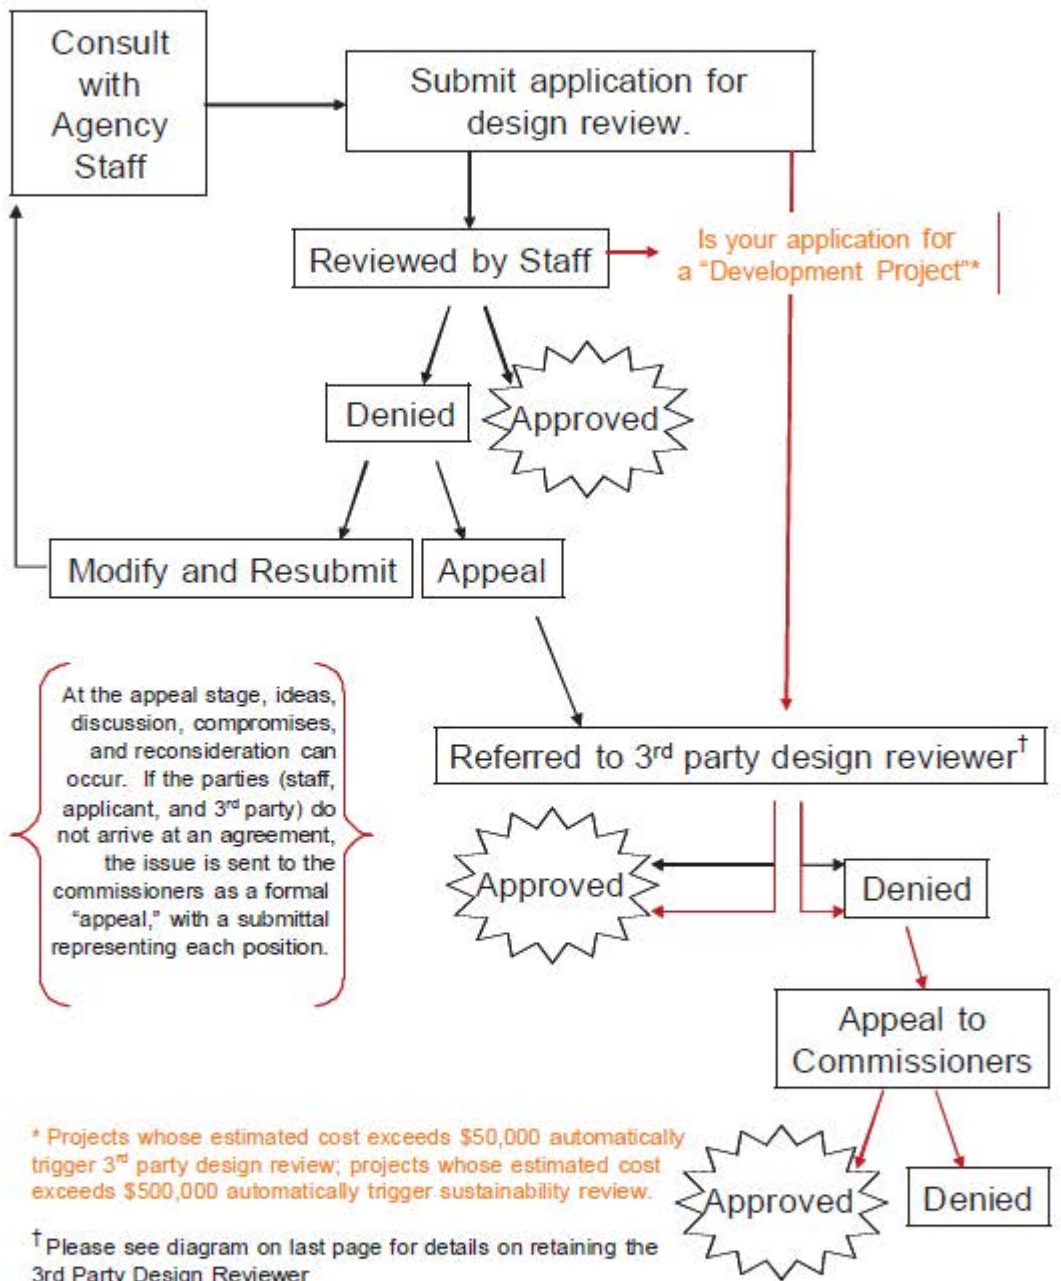 Consult
with
Agency
Staff
Submit application for
design review.
Reviewed by Staff
Is your application for
a “Development Project”*
Denied
Approved
Modify and Resubmit
Appeal
At the appeal stage, ideas,
discussion, compromises,
and reconsideration can
occur. If the parties (staff,
applicant, and 3rd party) do
not arrive at an agreement,
the issue is sent to the
commissioners as a formal
“appeal,” with a submittal
representing each position.
Referred to 3rd party design reviewer†
Approved
Denied
Appeal to
Commissioners
Approved
Denied
* Projects whose estimated cost exceeds $50,000 automatically
trigger 3rd party design review; projects whose estimated cost
exceeds $500,000 automatically trigger sustainability review.
† Please see diagram on last page for details on retaining the
3rd Party Design Reviewer